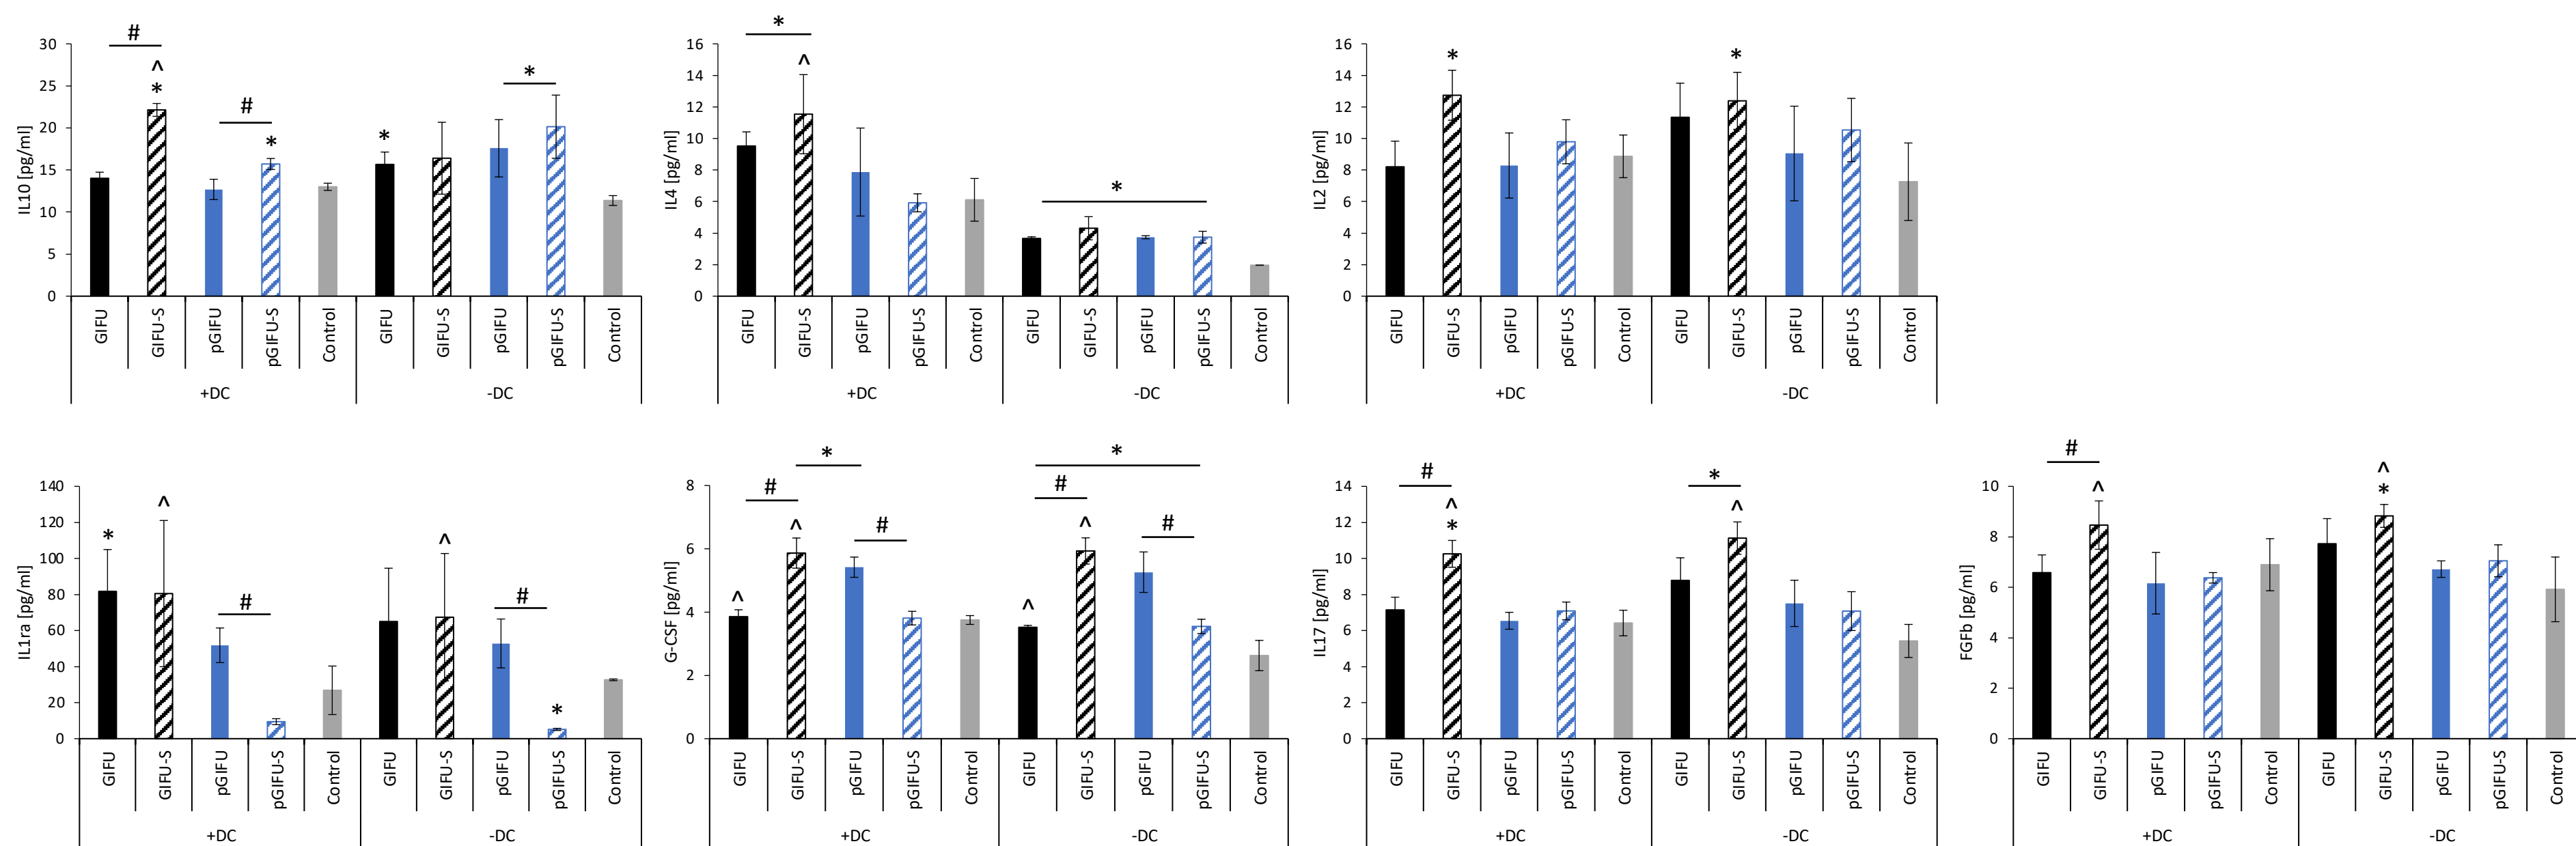 #
^
*
#
*
*
*
IL10 [pg/ml]
30
25
20
15
10
5
0
GIFU
GIFU-S
pGIFU
pGIFU-S
Control
GIFU
GIFU-S
pGIFU
pGIFU-S
Control
+DC
-DC
*
^
*
IL4 [pg/ml]
16
14
12
10
8
6
4
2
0
GIFU
GIFU-S
pGIFU
pGIFU-S
Control
GIFU
GIFU-S
pGIFU
pGIFU-S
Control
+DC
-DC
*
*
IL2 [pg/ml]
16
14
12
10
8
6
4
2
0
GIFU
GIFU-S
pGIFU
pGIFU-S
Control
GIFU
GIFU-S
pGIFU
pGIFU-S
Control
+DC
-DC
*
^
#
^
#
*
IL1ra [pg/ml]
140
120
100
80
60
40
20
0
GIFU
GIFU-S
pGIFU
pGIFU-S
Control
GIFU
GIFU-S
pGIFU
pGIFU-S
Control
+DC
-DC
*
*
#
#
^
^
#
#
^
^
G-CSF [pg/ml]
8
6
4
2
0
GIFU
GIFU-S
pGIFU
pGIFU-S
Control
GIFU
GIFU-S
pGIFU
pGIFU-S
Control
+DC
-DC
#
^
*
*
^
IL17 [pg/ml]
14
12
10
8
6
4
2
0
GIFU
GIFU-S
pGIFU
pGIFU-S
Control
GIFU
GIFU-S
pGIFU
pGIFU-S
Control
+DC
-DC
#
^
^
*
FGFb [pg/ml]
10
8
6
4
2
0
GIFU
GIFU-S
pGIFU
pGIFU-S
Control
GIFU
GIFU-S
pGIFU
pGIFU-S
Control
+DC
-DC